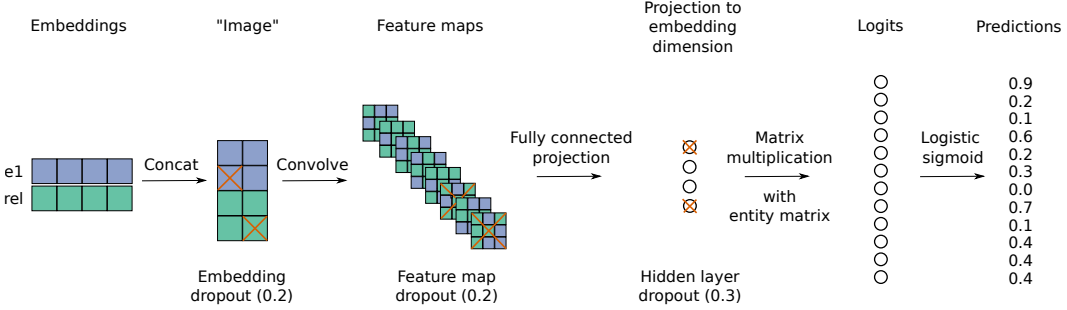 Embeddings
"Image"
Feature maps
Projection to
embedding
dimension
Logits
Predictions
e1
rel
Concat
Convolve
Fully connected
projection
Matrix
multiplication
with
entity matrix
Logistic
sigmoid
0.9
0.2
0.1
0.6
0.2
0.3
0.0
0.7
0.1
0.4
0.4
0.4
Embedding
dropout (0.2)
Feature map
dropout (0.2)
Hidden layer
dropout (0.3)